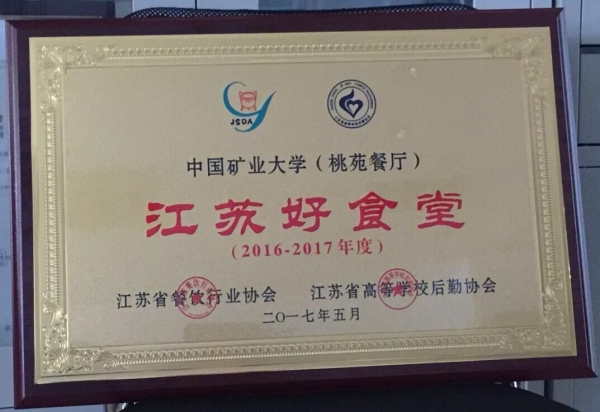 JSDA
中国矿业大学（桃苑餐厅）
江苏好食堂
（2016-2017年度）
江苏省餐饮行业协会 江苏省高等学校后勤协会
二〇一七年五月